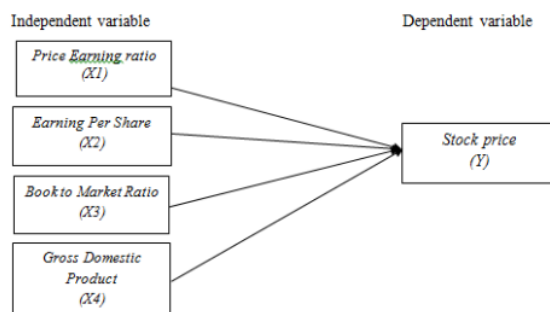 Independent variable
Dependent variable
Price Earning ratio
(X1)
Earning Per Share
(X2)
Book to Market Ratio
(X3)
Gross Domestic
Product
(X4)
Stock price
(Y)